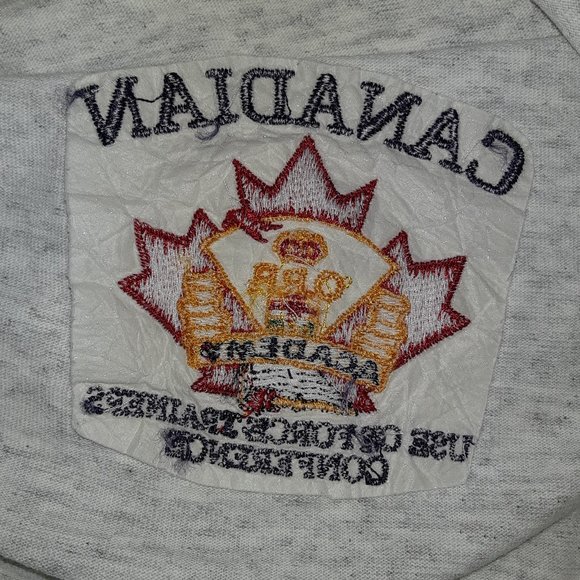 CANADIAN
ACADEMY
USE OF FORCE TRAINERS
CONFERENCE